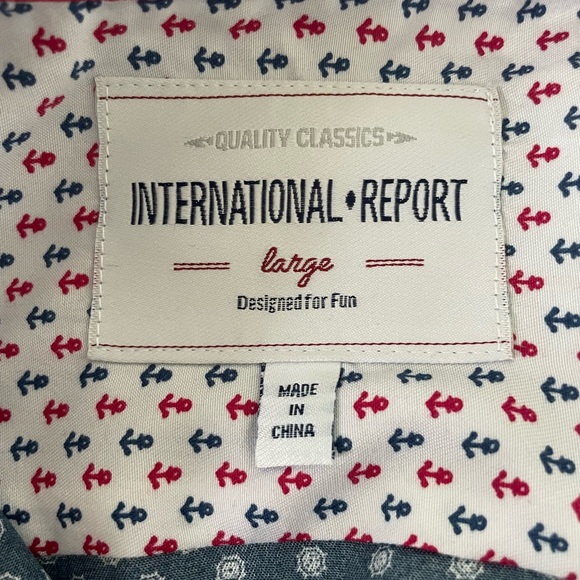 QUALITY CLASSICS
INTERNATIONAL • REPORT
large
Designed for Fun
MADE
IN
CHINA